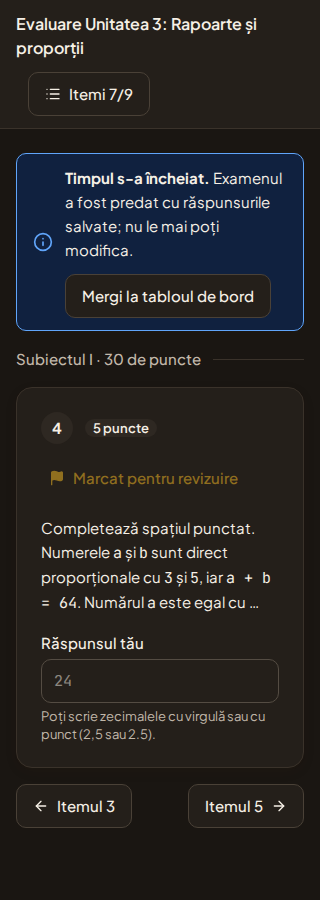 Evaluare Unitatea 3: Rapoarte și
proporții
Itemi 7/9
Timpul s-a încheiat. Examenul
a fost predat cu răspunsurile
salvate; nu le mai poți
modifica.
Mergi la tabloul de bord
Subiectul I · 30 de puncte
4
5 puncte
Marcat pentru revizuire
Completează spațiul punctat.
Numerele a și b sunt direct
proporționale cu 3 și 5, iar a + b
= 64. Numărul a este egal cu …
Răspunsul tău
24
Poți scrie zecimalele cu virgulă sau cu
punct (2,5 sau 2.5).
Itemul 3
Itemul 5